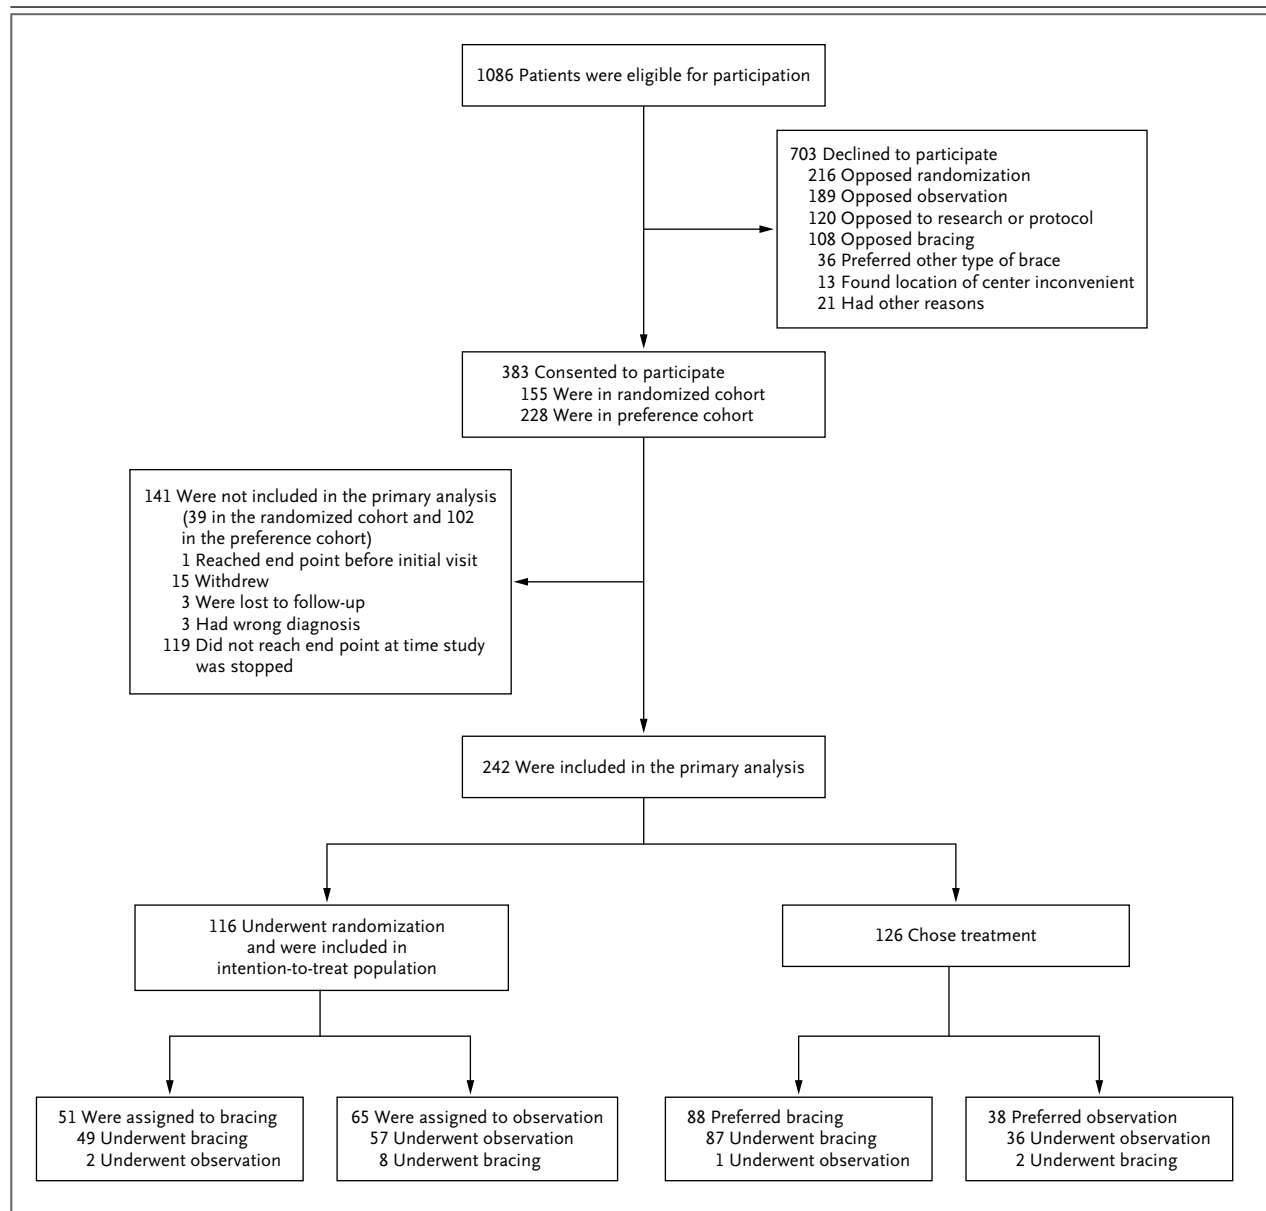 1086 Patients were eligible for participation
703 Declined to participate
216 Opposed randomization
189 Opposed observation
120 Opposed to research or protocol
108 Opposed bracing
36 Preferred other type of brace
13 Found location of center inconvenient
21 Had other reasons
383 Consented to participate
155 Were in randomized cohort
228 Were in preference cohort
141 Were not included in the primary analysis
(39 in the randomized cohort and 102
in the preference cohort)
1 Reached end point before initial visit
15 Withdrew
3 Were lost to follow-up
3 Had wrong diagnosis
119 Did not reach end point at time study
was stopped
242 Were included in the primary analysis
116 Underwent randomization
and were included in
intention-to-treat population
126 Chose treatment
51 Were assigned to bracing
49 Underwent bracing
2 Underwent observation
65 Were assigned to observation
57 Underwent observation
8 Underwent bracing
88 Preferred bracing
87 Underwent bracing
1 Underwent observation
38 Preferred observation
36 Underwent observation
2 Underwent bracing